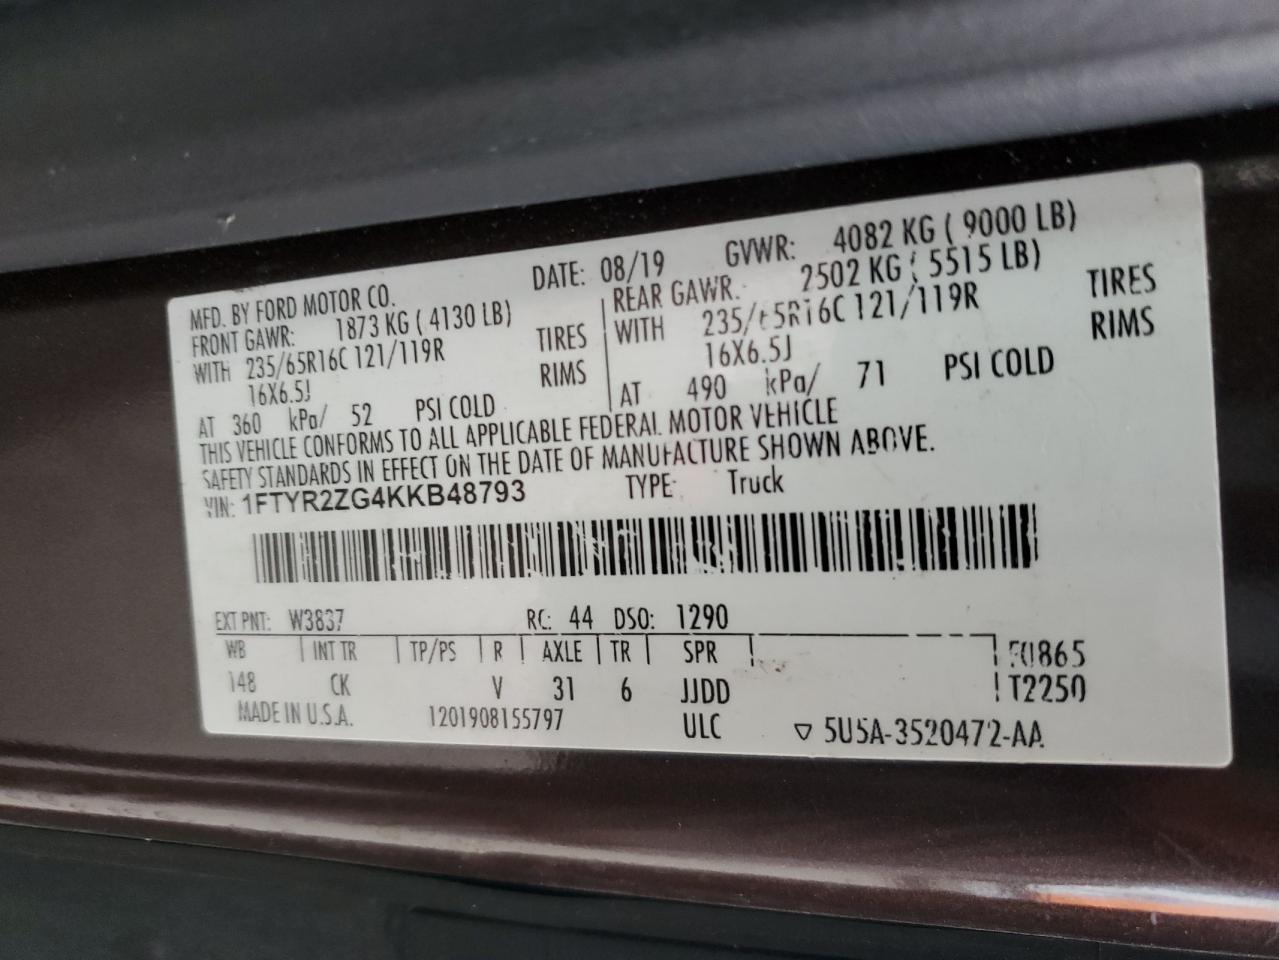 MFD. BY FORD MOTOR CO. DATE: 08/19 GVWR: 4082 KG ( 9000 LB)
FRONT GAWR: 1873 KG ( 4130 LB) REAR GAWR: 2502 KG ( 5515 LB)
WITH 235/65R16C 121/119R TIRES WITH 235/65R16C 121/119R TIRES
16X6.5J RIMS 16X6.5J RIMS
AT 360 kPa/ 52 PSI COLD AT 490 kPa/ 71 PSI COLD
THIS VEHICLE CONFORMS TO ALL APPLICABLE FEDERAL MOTOR VEHICLE
SAFETY STANDARDS IN EFFECT ON THE DATE OF MANUFACTURE SHOWN ABOVE.
VIN: 1FTYR2ZG4KKB48793 TYPE: Truck
EXT PNT: W3837 RC: 44 DSO: 1290
WB INT TR TP/PS R AXLE TR SPR F0865
148 CK V 31 6 JJDD T2250
MADE IN U.S.A. 1201908155797 ULC ▽ 5U5A-3520472-AA